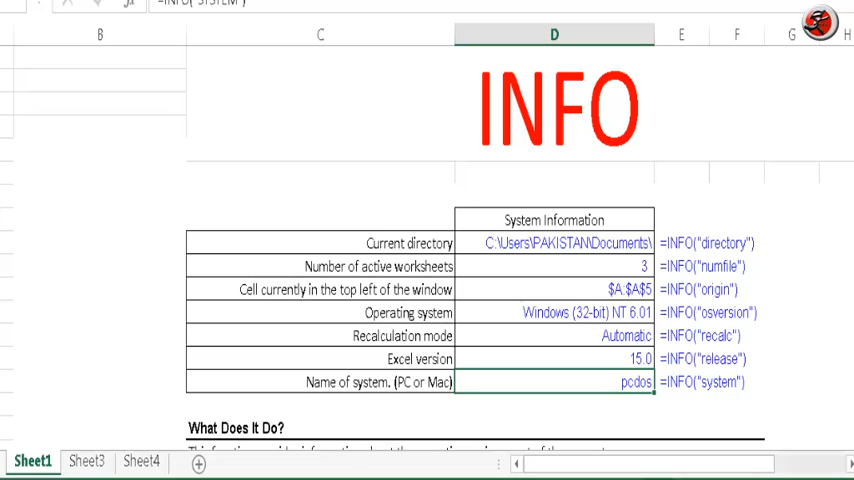 =INFO("SYSTEM")
B C D E F G H
INFO
System Information
Current directory C:\Users\PAKISTAN\Documents\ =INFO("directory")
Number of active worksheets 3 =INFO("numfile")
Cell currently in the top left of the window $A:$A$5 =INFO("origin")
Operating system Windows (32-bit) NT 6.01 =INFO("osversion")
Recalculation mode Automatic =INFO("recalc")
Excel version 15.0 =INFO("release")
Name of system. (PC or Mac) pcdos =INFO("system")
What Does It Do?
Sheet1 Sheet3 Sheet4